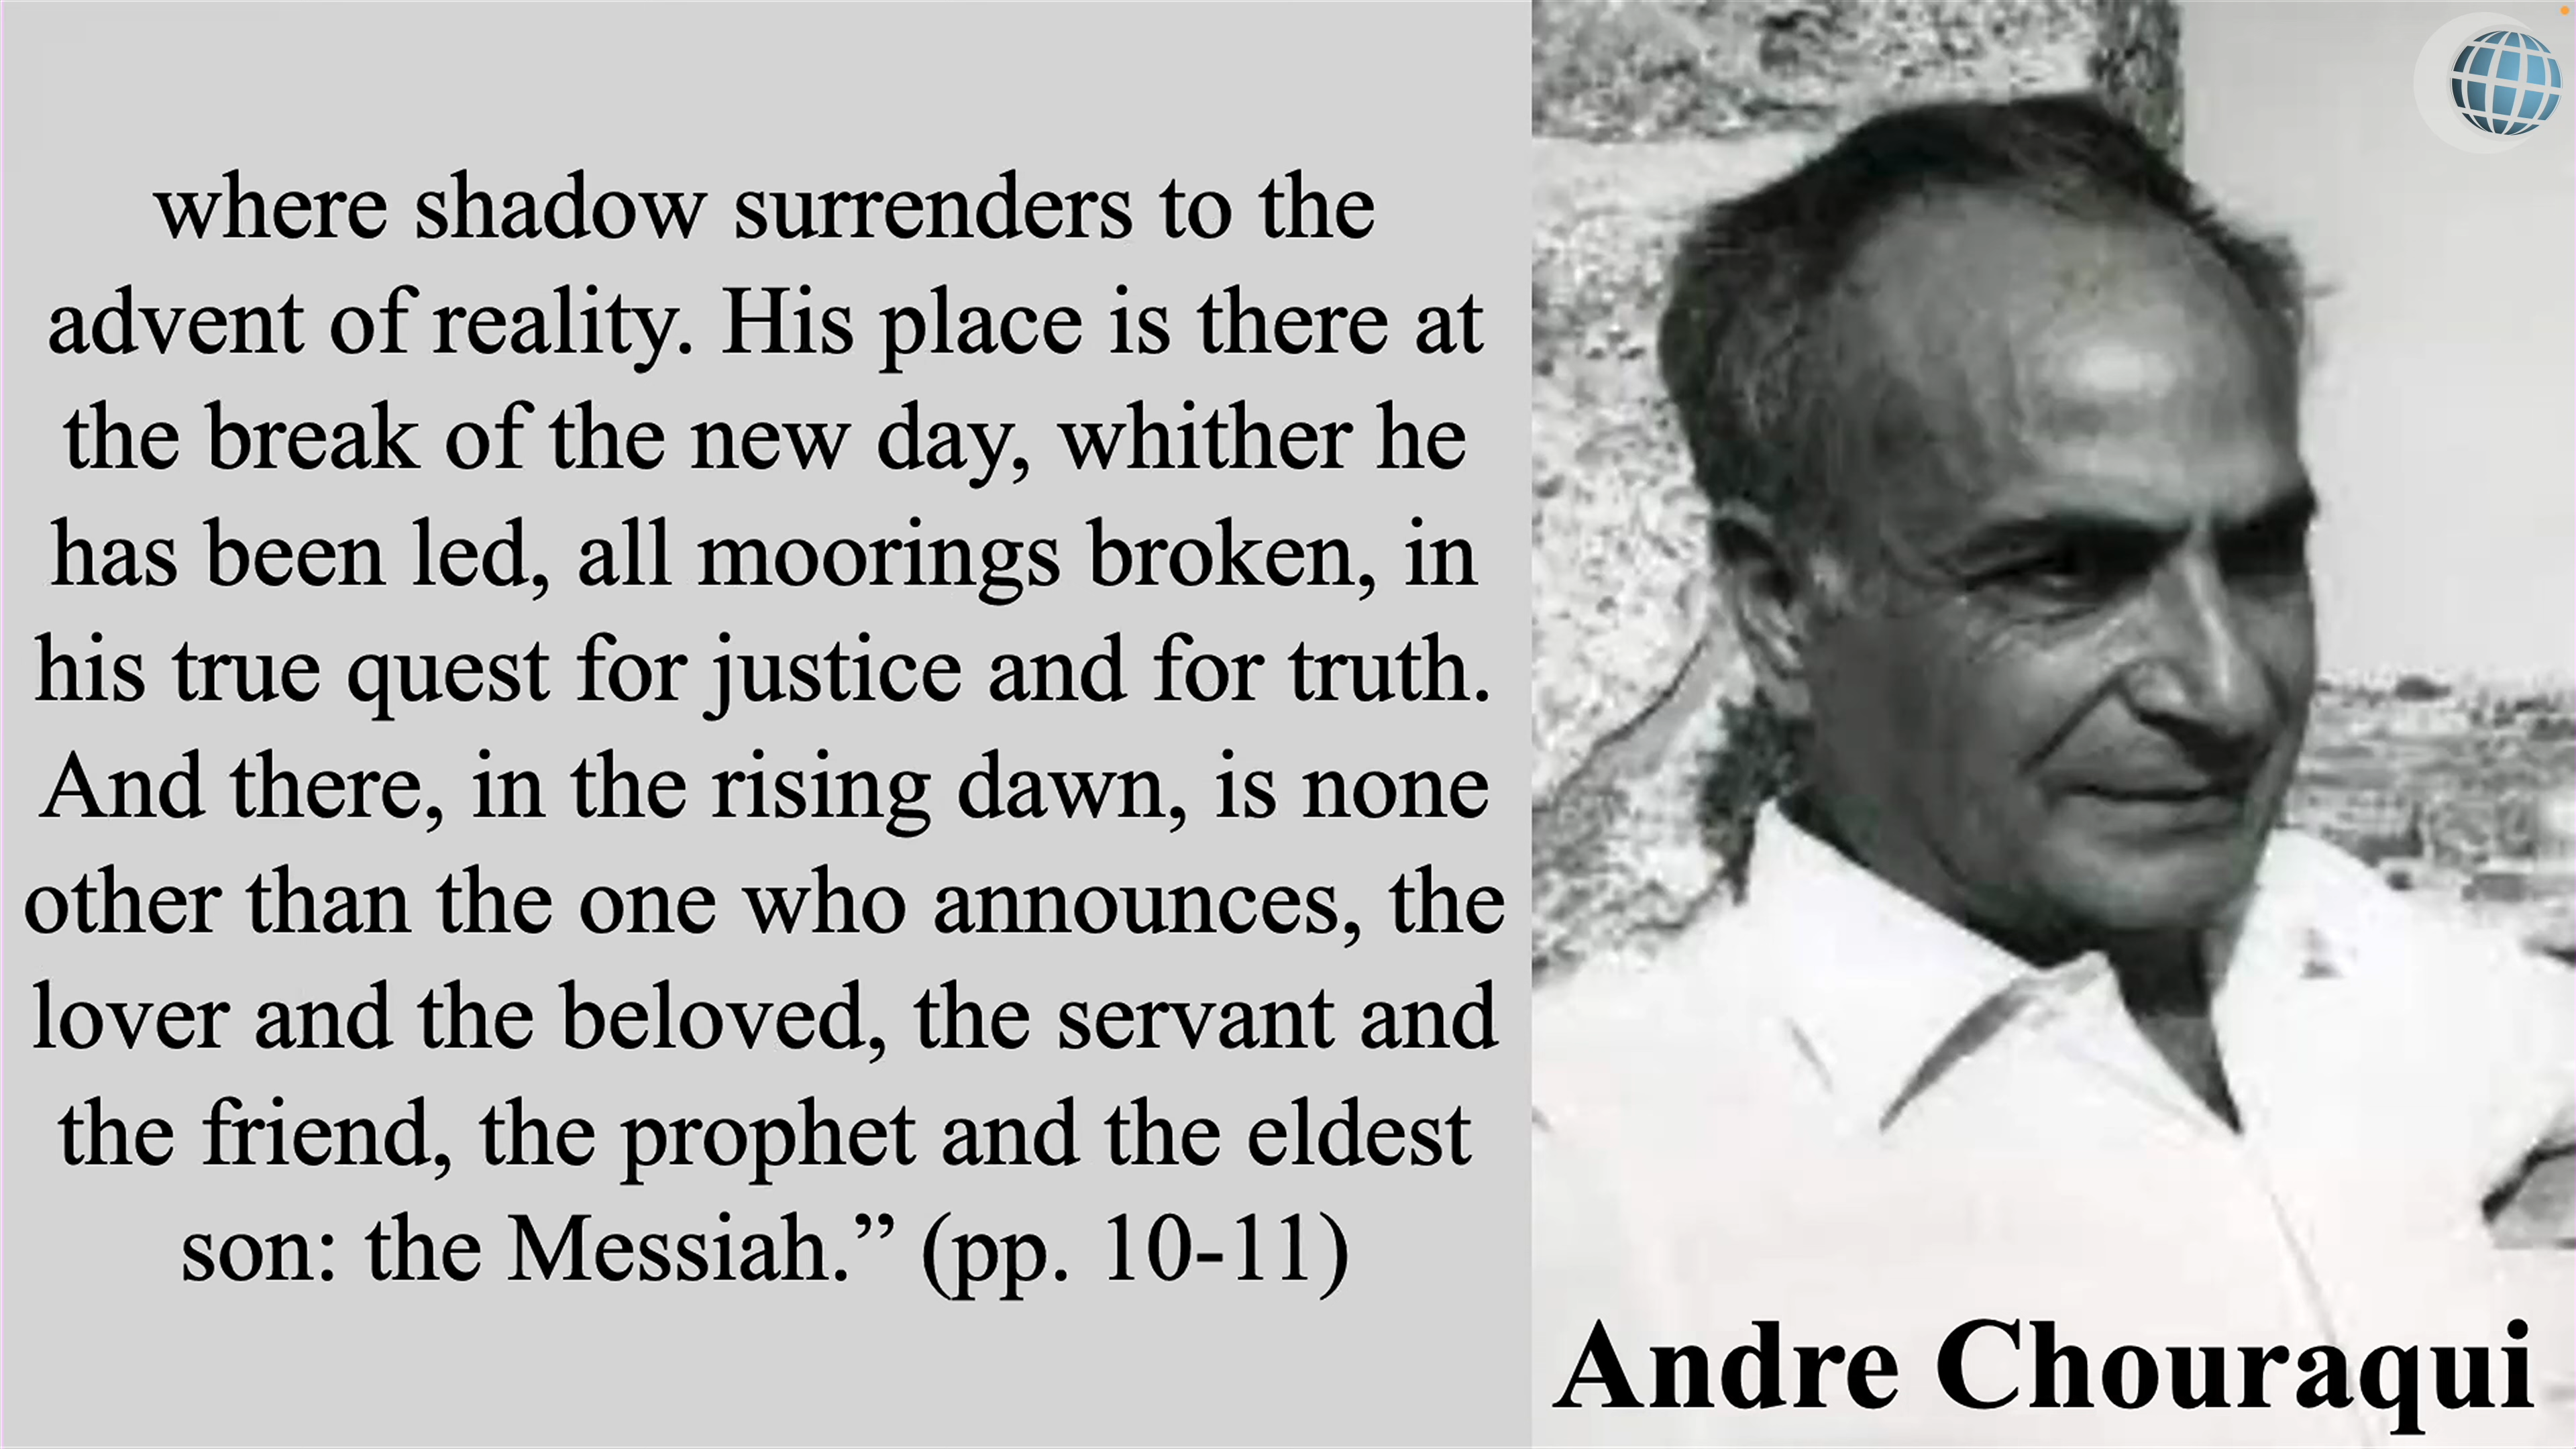 where shadow surrenders to the
advent of reality. His place is there at
the break of the new day, whither he
has been led, all moorings broken, in
his true quest for justice and for truth.
And there, in the rising dawn, is none
other than the one who announces, the
lover and the beloved, the servant and
the friend, the prophet and the eldest
son: the Messiah.” (pp. 10-11)
Andre Chouraqui